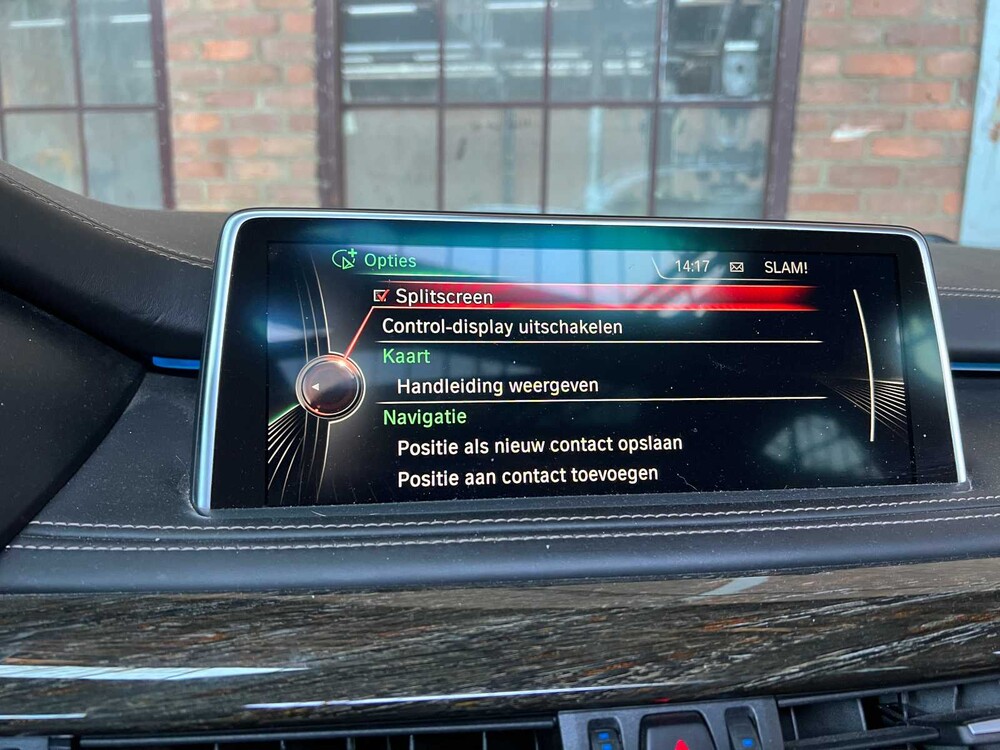 Opties
14:17 SLAM!
Splitscreen
Control-display uitschakelen
Kaart
Handleiding weergeven
Navigatie
Positie als nieuw contact opslaan
Positie aan contact toevoegen